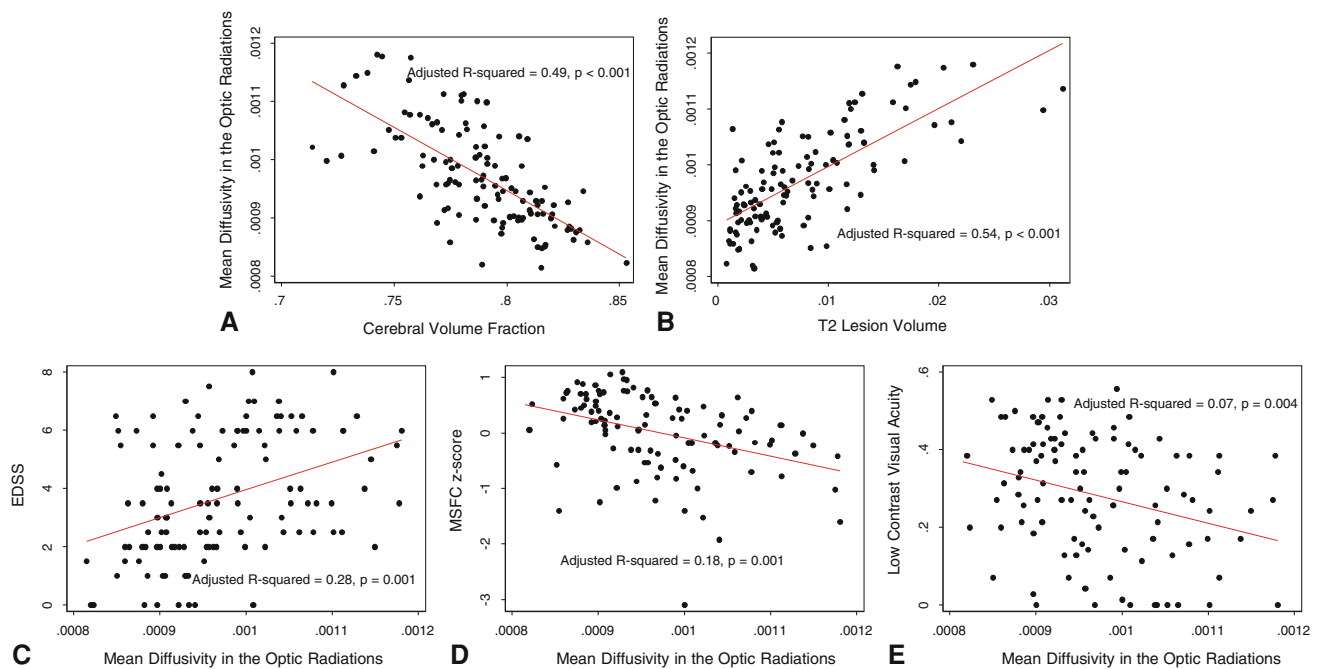 Mean Diffusivity in the Optic Radiations
.0012
.0011
.001
.0009
.0008
Adjusted R-squared = 0.49, p < 0.001
.7
.75
.8
.85
A
Cerebral Volume Fraction
Mean Diffusivity in the Optic Radiations
.0012
.0011
.001
.0009
.0008
Adjusted R-squared = 0.54, p < 0.001
0
.01
.02
.03
B
T2 Lesion Volume
EDSS
8
6
4
2
0
Adjusted R-squared = 0.28, p = 0.001
.0008
.0009
.001
.0011
.0012
C
Mean Diffusivity in the Optic Radiations
MSFC z-score
1
0
-1
-2
-3
Adjusted R-squared = 0.18, p = 0.001
.0008
.0009
.001
.0011
.0012
D
Mean Diffusivity in the Optic Radiations
Low Contrast Visual Acuity
.6
.4
.2
0
Adjusted R-squared = 0.07, p = 0.004
.0008
.0009
.001
.0011
.0012
E
Mean Diffusivity in the Optic Radiations